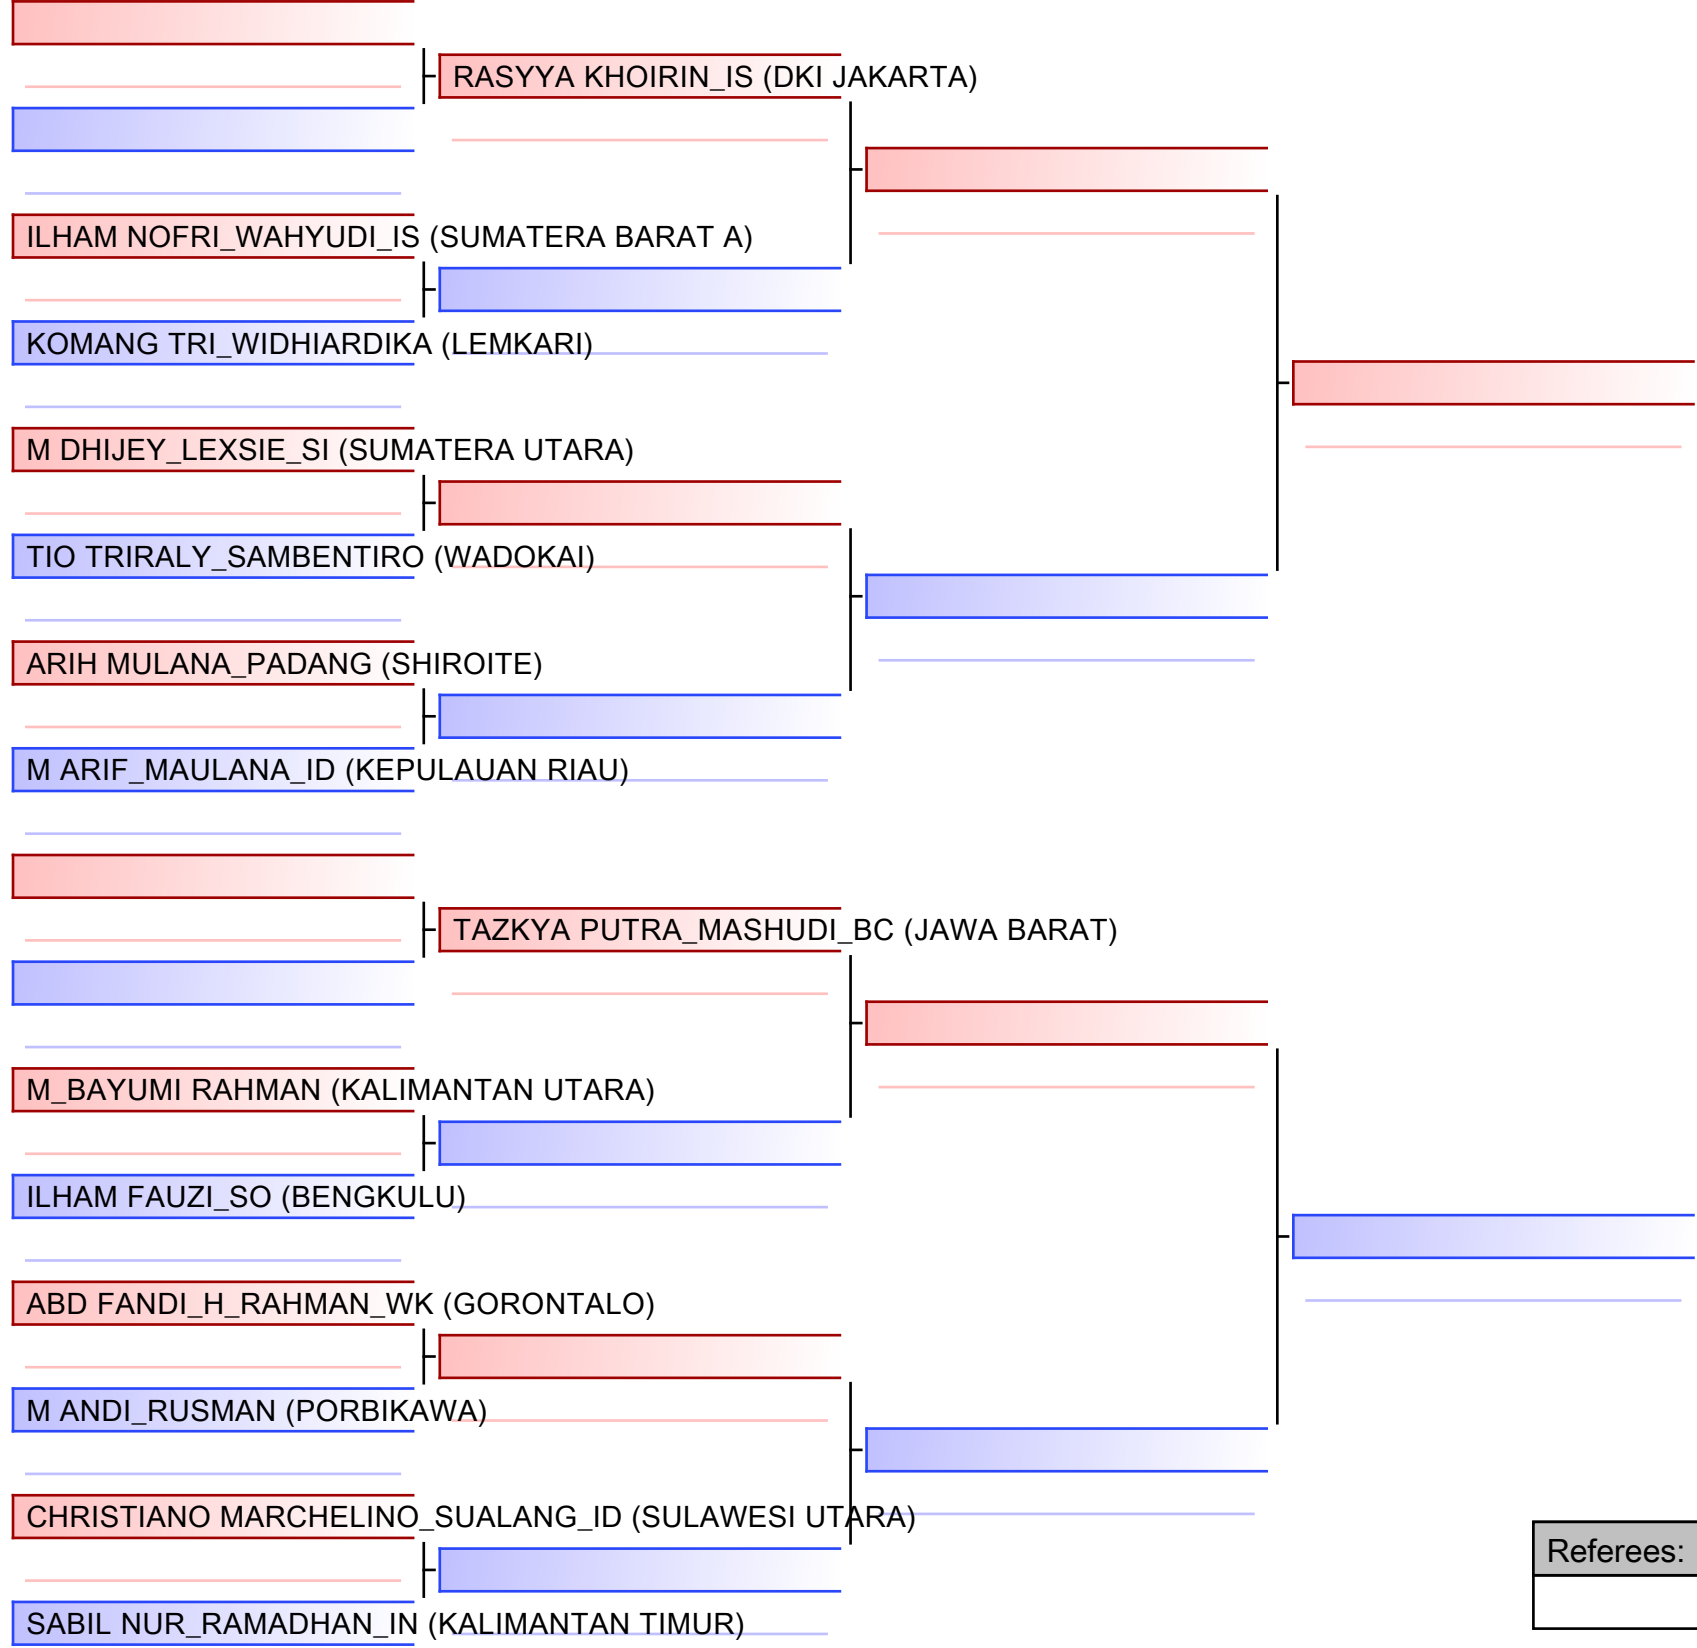 RASYYA KHOIRIN_IS (DKI JAKARTA)
ILHAM NOFRI_WAHYUDI_IS (SUMATERA BARAT A)
KOMANG TRI_WIDHIARDIKA (LEMKARI)
M DHIJEY_LEXSIE_SI (SUMATERA UTARA)
TIO TRIRALY_SAMBENTIRO (WADOKAI)
ARIH MULANA_PADANG (SHIROITE)
M ARIF_MAULANA_ID (KEPULAUAN RIAU)
TAZKYA PUTRA_MASHUDI_BC (JAWA BARAT)
M_BAYUMI RAHMAN (KALIMANTAN UTARA)
ILHAM FAUZI_SO (BENGKULU)
ABD FANDI_H_RAHMAN_WK (GORONTALO)
M ANDI_RUSMAN (PORBIKAWA)
CHRISTIANO MARCHELINO_SUALANG_ID (SULAWESI UTARA)
Referees:
SABIL NUR_RAMADHAN_IN (KALIMANTAN TIMUR)